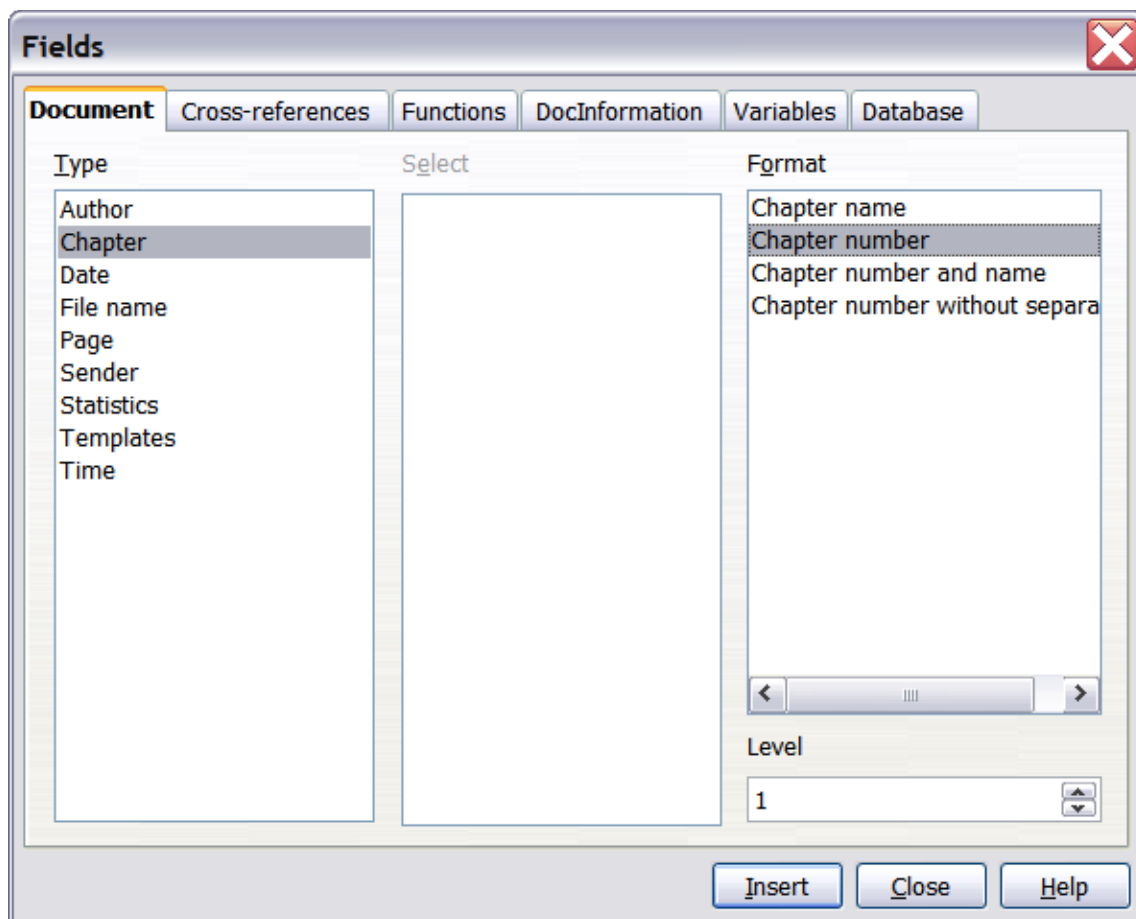 Fields
Document Cross-references Functions DocInformation Variables Database
Type
Author
Chapter
Date
File name
Page
Sender
Statistics
Templates
Time
Select
Format
Chapter name
Chapter number
Chapter number and name
Chapter number without separa
Level
1
Insert Close Help